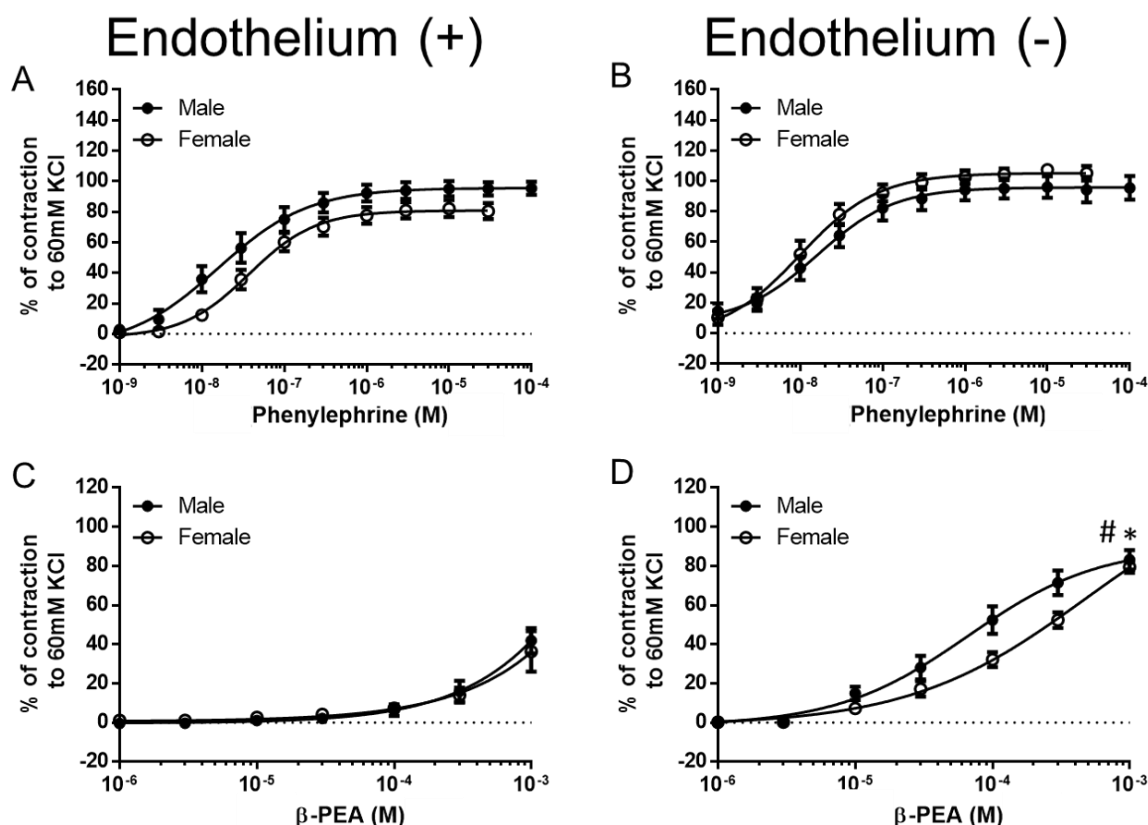 Endothelium (+)
Endothelium (-)
A
160
140
120
100
80
60
40
20
0
-20
% of contraction
to 60mM KCl
Male
Female
10⁻⁹
10⁻⁸
10⁻⁷
10⁻⁶
10⁻⁵
10⁻⁴
Phenylephrine (M)
B
160
140
120
100
80
60
40
20
0
-20
% of contraction
to 60mM KCl
Male
Female
10⁻⁹
10⁻⁸
10⁻⁷
10⁻⁶
10⁻⁵
10⁻⁴
Phenylephrine (M)
C
120
100
80
60
40
20
0
-20
% of contraction
to 60mM KCl
Male
Female
10⁻⁶
10⁻⁵
10⁻⁴
10⁻³
β-PEA (M)
D
120
100
80
60
40
20
0
-20
% of contraction
to 60mM KCl
Male
Female
# *
10⁻⁶
10⁻⁵
10⁻⁴
10⁻³
β-PEA (M)